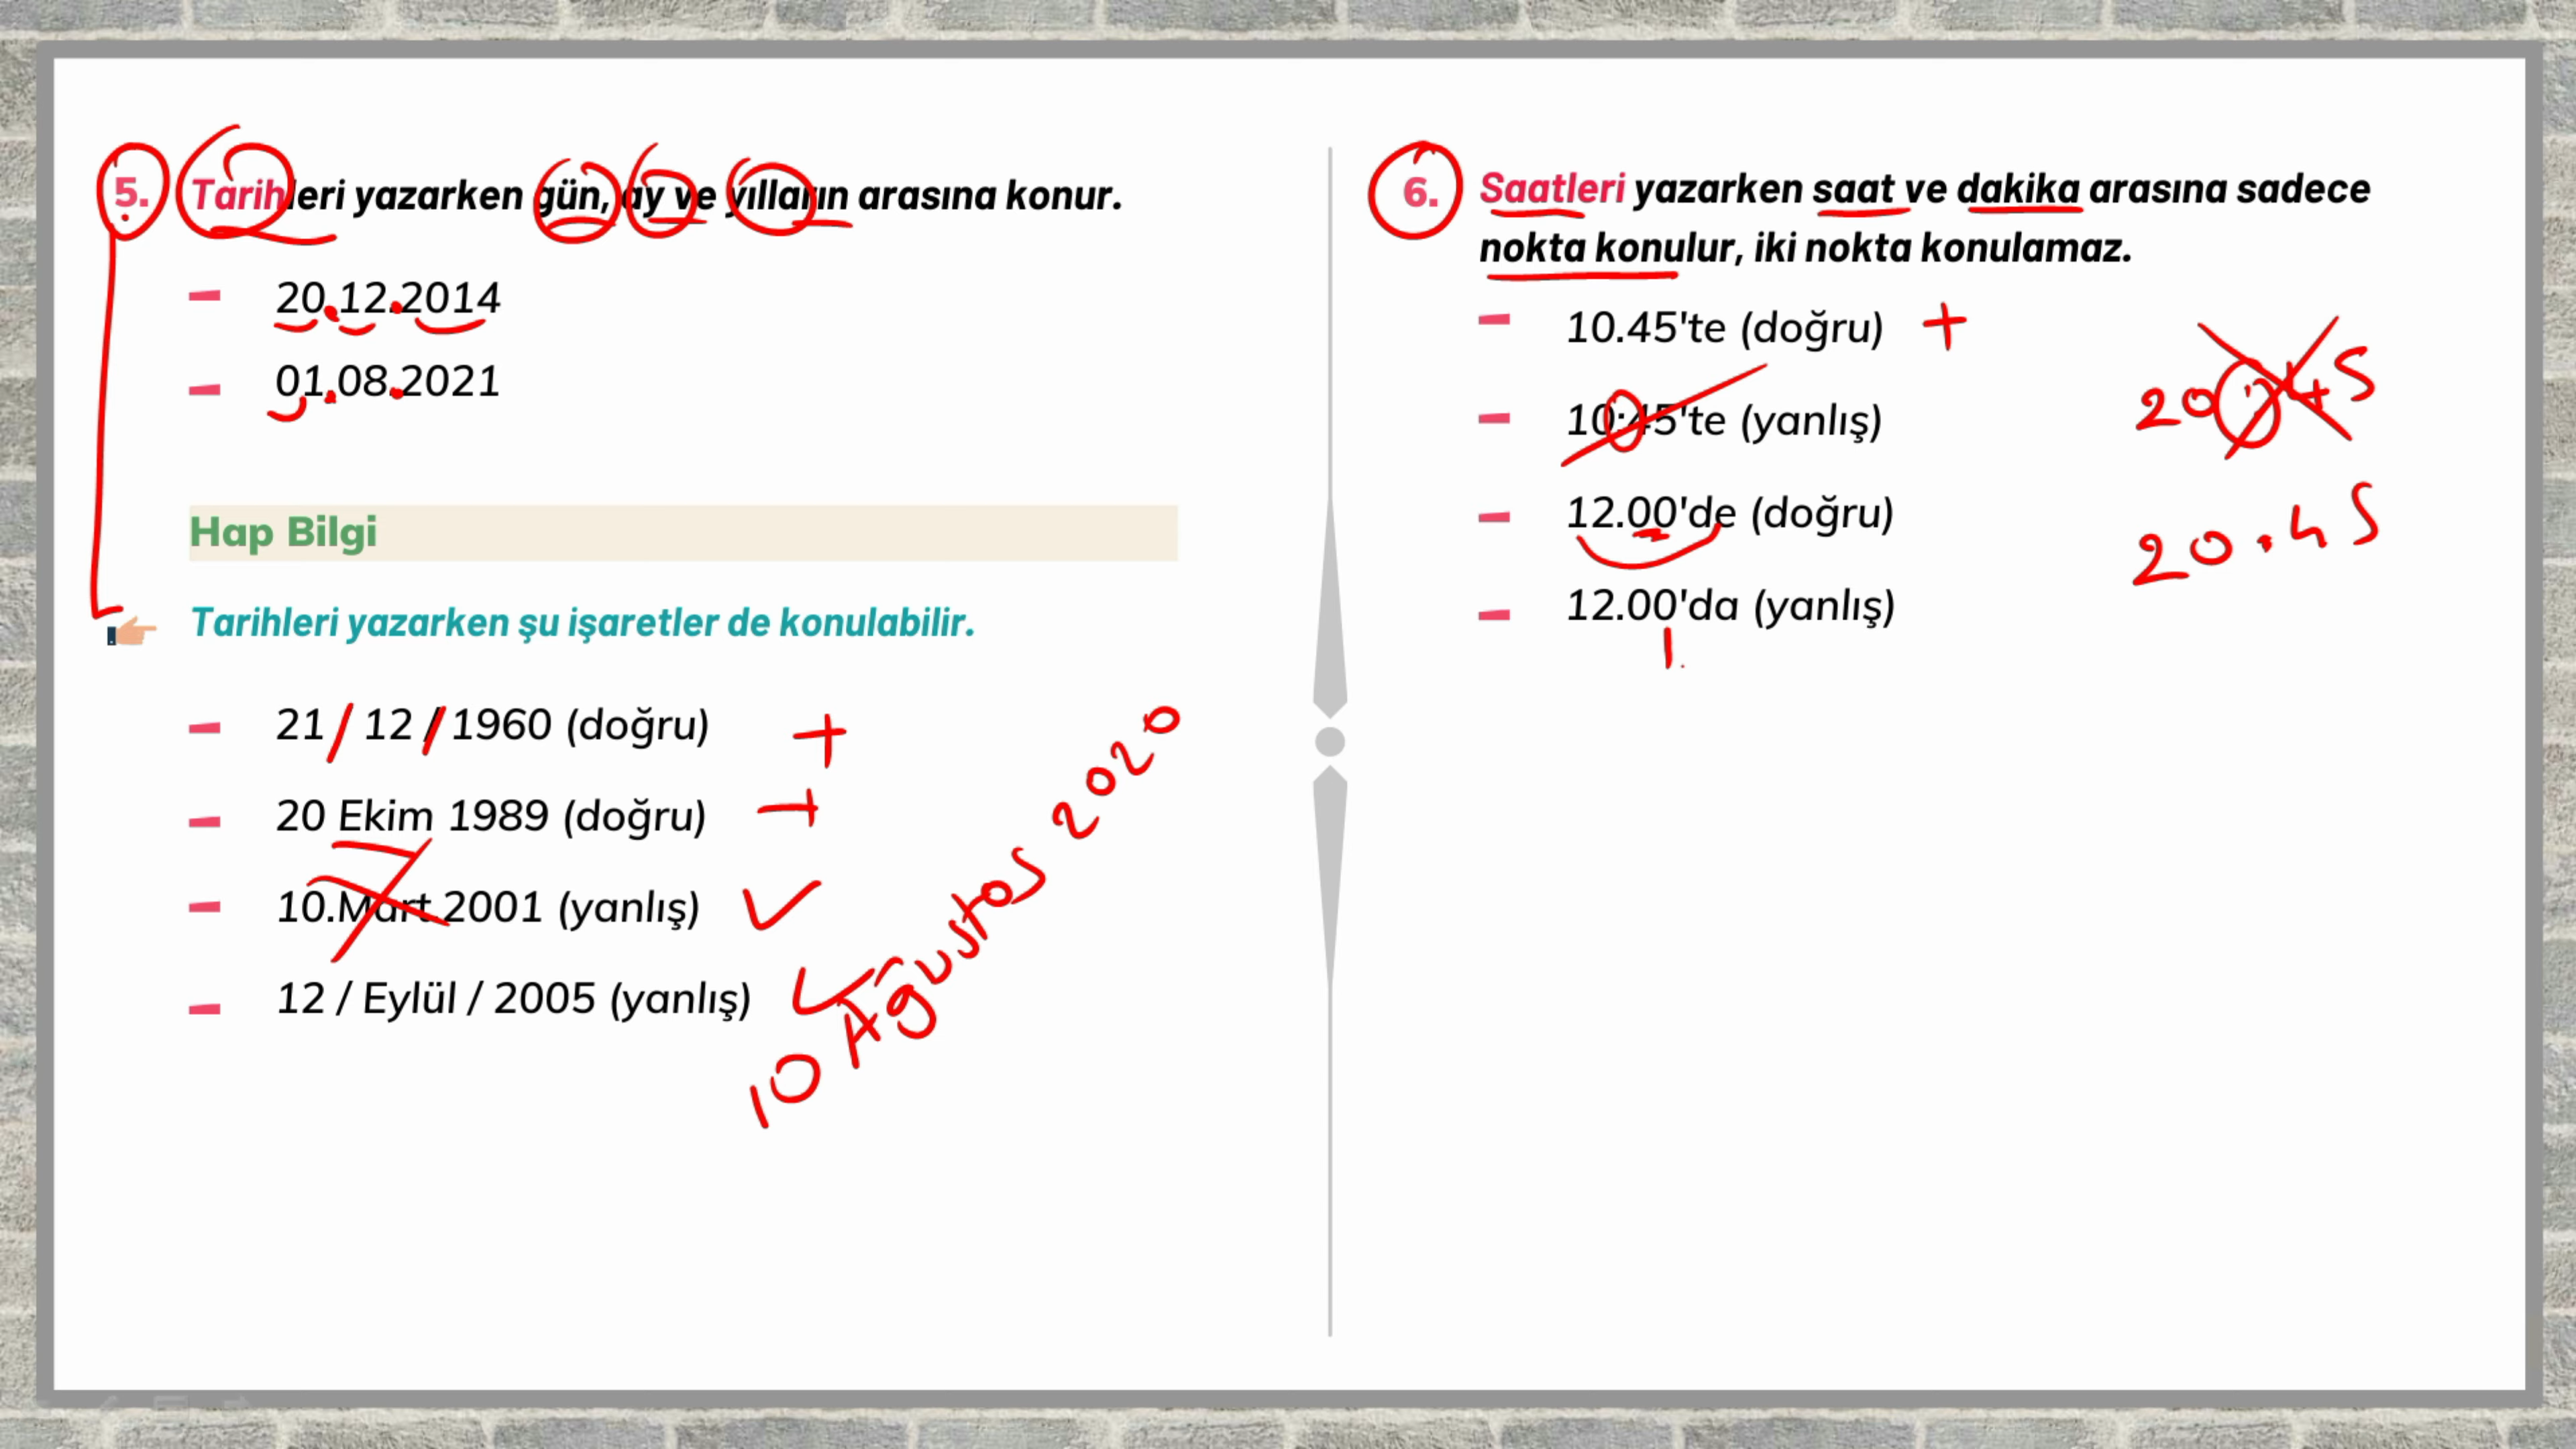 5. Tarihleri yazarken gün, ay ve yılların arasına konur.
20.12.2014
01.08.2021
Hap Bilgi
Tarihleri yazarken şu işaretler de konulabilir.
21 / 12 / 1960 (doğru) +
20 Ekim 1989 (doğru) +
10.Mart.2001 (yanlış) ✓
12 / Eylül / 2005 (yanlış) ✓
10 Ağustos 2020
6. Saatleri yazarken saat ve dakika arasına sadece
nokta konulur, iki nokta konulamaz.
10.45'te (doğru) +
10:45'te (yanlış)
12.00'de (doğru)
12.00'da (yanlış)
20:45
20.45